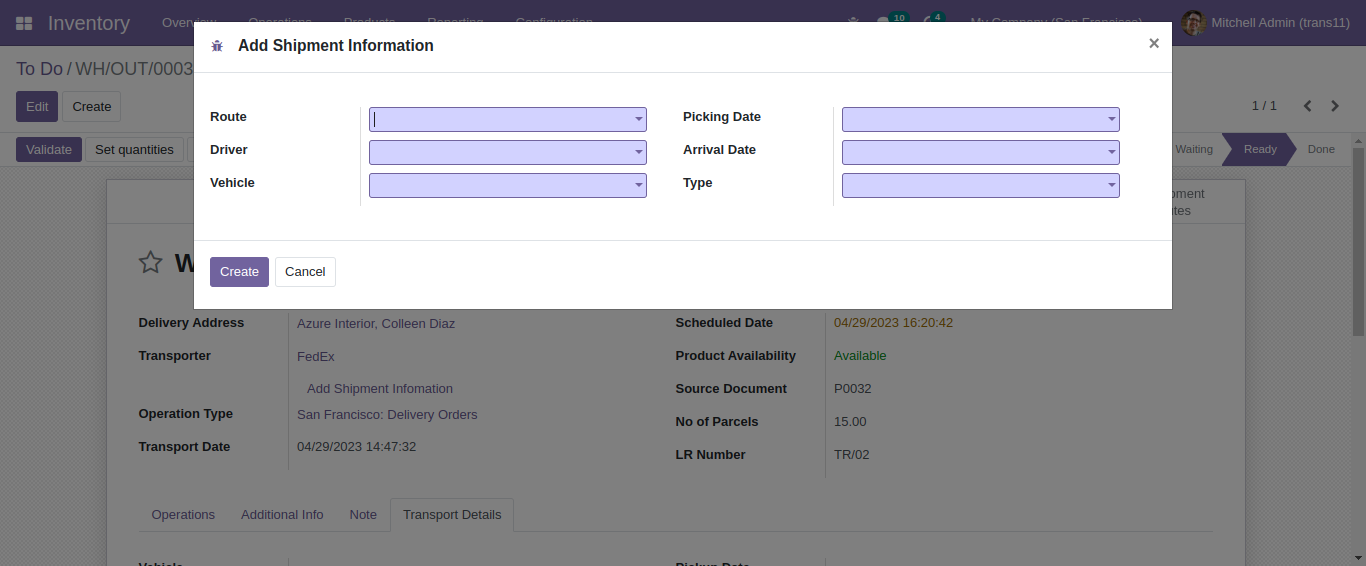 Inventory
Operations Products Reporting Configuration 10 4 My Company (San Francisco) Mitchell Admin (trans11)
Add Shipment Information ×
To Do / WH/OUT/0003
Edit Create
1 / 1
Validate Set quantities
Waiting Ready Done
Route
Picking Date
Driver
Arrival Date
Vehicle
Type
Create Cancel
Delivery Address Azure Interior, Colleen Diaz
Scheduled Date 04/29/2023 16:20:42
Transporter FedEx
Product Availability Available
Add Shipment Infomation
Source Document P0032
Operation Type San Francisco: Delivery Orders
No of Parcels 15.00
Transport Date 04/29/2023 14:47:32
LR Number TR/02
Operations Additional Info Note Transport Details
Vehicle
Pickup Date